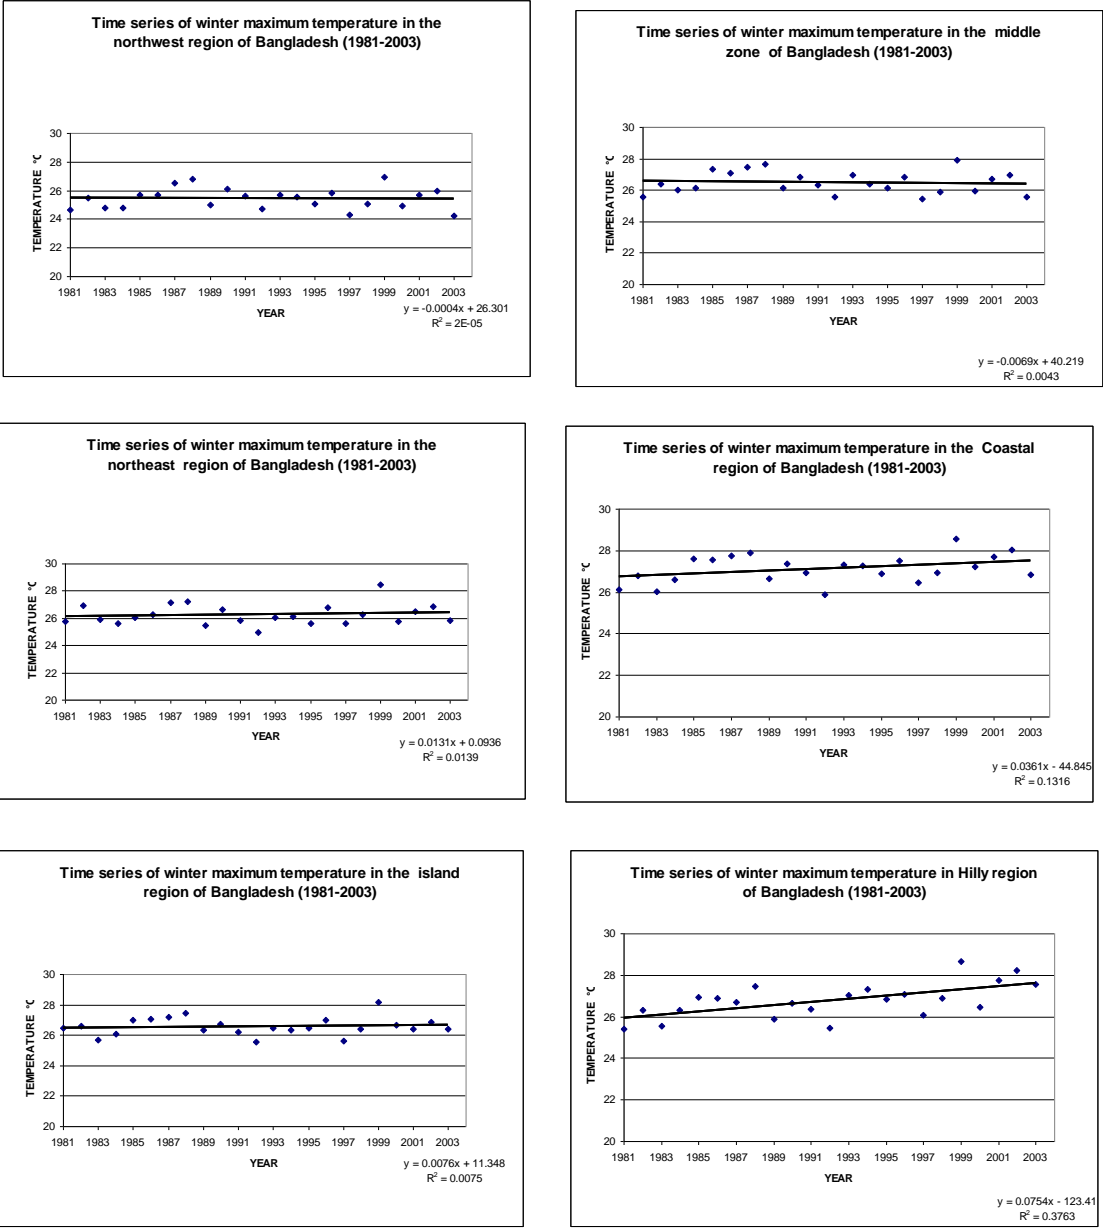 Time series of winter maximum temperature in the
northwest region of Bangladesh (1981-2003)
30
28
26
24
22
20
TEMPERATURE °C
1981 1983 1985 1987 1989 1991 1993 1995 1997 1999 2001 2003
YEAR
y = -0.0004x + 26.301
R² = 2E-05
Time series of winter maximum temperature in the middle
zone of Bangladesh (1981-2003)
30
28
26
24
22
20
TEMPERATURE °C
1981 1983 1985 1987 1989 1991 1993 1995 1997 1999 2001 2003
YEAR
y = -0.0069x + 40.219
R² = 0.0043
Time series of winter maximum temperature in the
northeast region of Bangladesh (1981-2003)
30
28
26
24
22
20
TEMPERATURE °C
1981 1983 1985 1987 1989 1991 1993 1995 1997 1999 2001 2003
YEAR
y = 0.0131x + 0.0936
R² = 0.0139
Time series of winter maximum temperature in the Coastal
region of Bangladesh (1981-2003)
30
28
26
24
22
20
TEMPERATURE °C
1981 1983 1985 1987 1989 1991 1993 1995 1997 1999 2001 2003
YEAR
y = 0.0361x - 44.845
R² = 0.1316
Time series of winter maximum temperature in the island
region of Bangladesh (1981-2003)
30
28
26
24
22
20
TEMPERATURE °C
1981 1983 1985 1987 1989 1991 1993 1995 1997 1999 2001 2003
YEAR
y = 0.0076x + 11.348
R² = 0.0075
Time series of winter maximum temperature in Hilly region
of Bangladesh (1981-2003)
30
28
26
24
22
20
TEMPERATURE °C
1981 1983 1985 1987 1989 1991 1993 1995 1997 1999 2001 2003
YEAR
y = 0.0754x - 123.41
R² = 0.3763